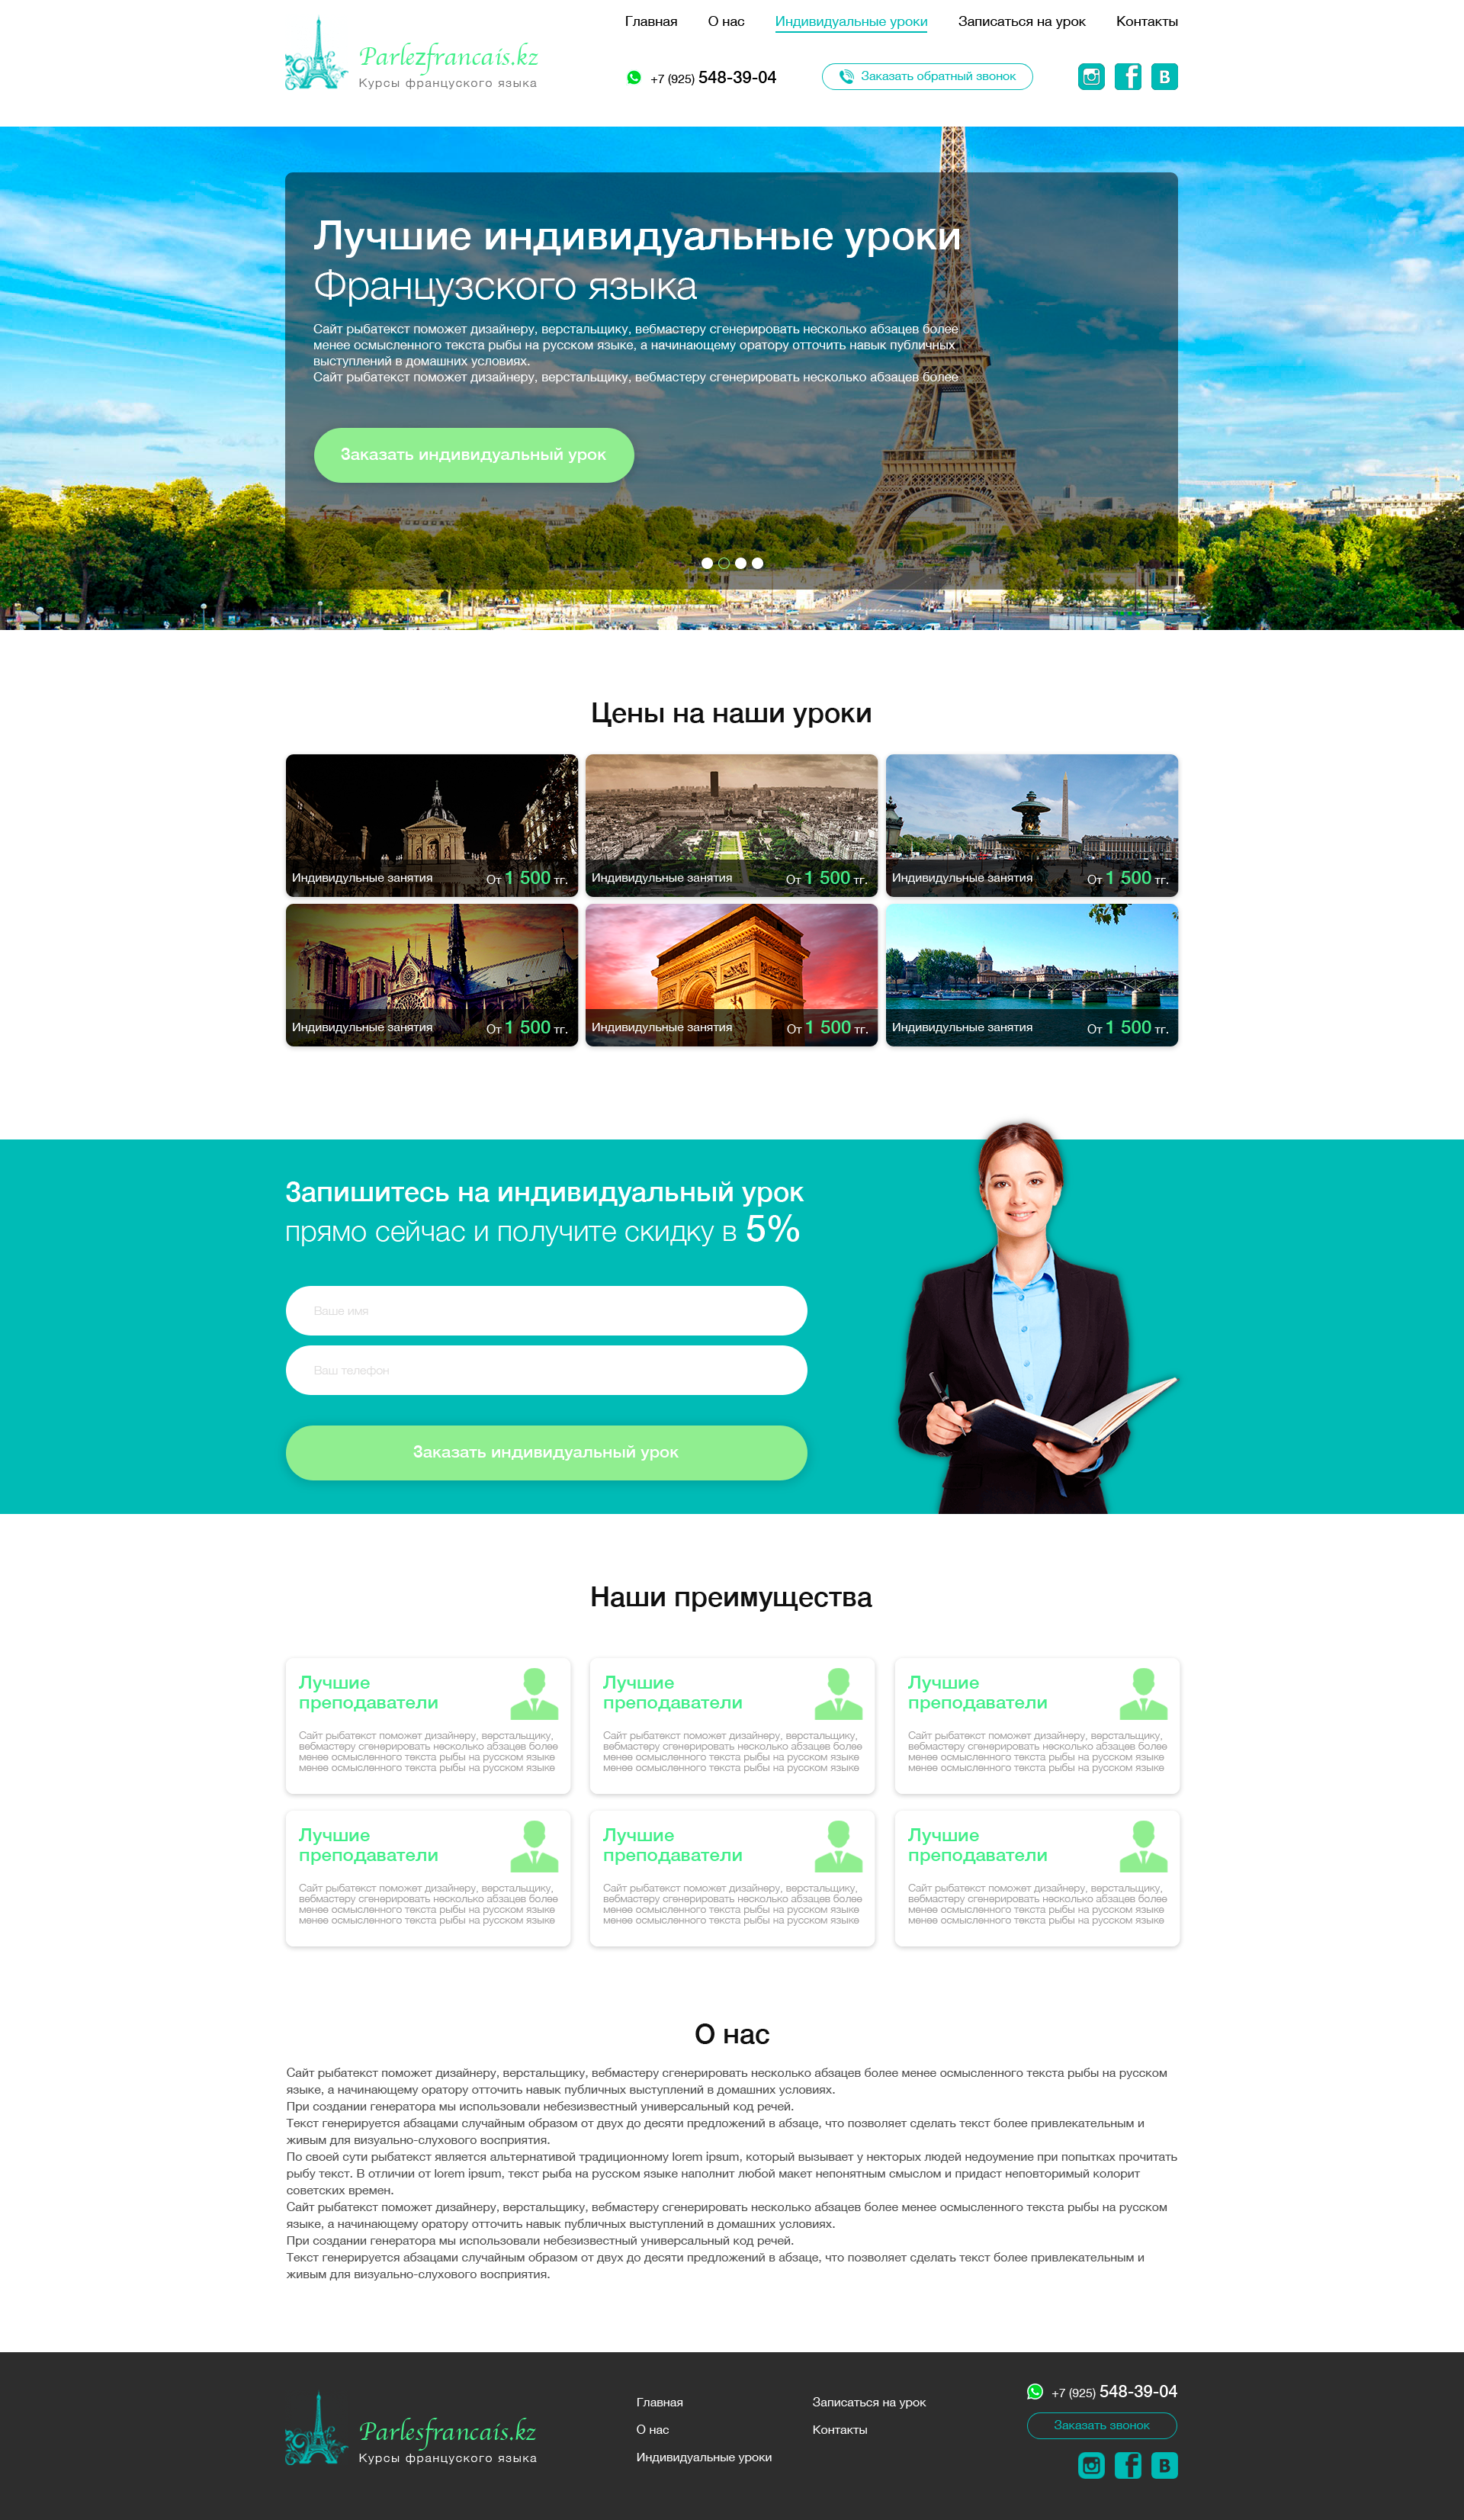 Главная О нас Индивидуальные уроки Записаться на урок Контакты
Parlezfrancais.kz
Курсы француского языка
+7 (925) 548-39-04
Заказать обратный звонок
B
Лучшие индивидуальные уроки
Французского языка
Сайт рыбатекст поможет дизайнеру, верстальщику, вебмастеру сгенерировать несколько абзацев более
менее осмысленного текста рыбы на русском языке, а начинающему оратору отточить навык публичных
выступлений в домашних условиях.
Сайт рыбатекст поможет дизайнеру, верстальщику, вебмастеру сгенерировать несколько абзацев более
Заказать индивидуальный урок
Цены на наши уроки
Индивидульные занятия От 1 500 тг.
Индивидульные занятия От 1 500 тг.
Индивидульные занятия От 1 500 тг.
Индивидульные занятия От 1 500 тг.
Индивидульные занятия От 1 500 тг.
Индивидульные занятия От 1 500 тг.
Запишитесь на индивидуальный урок
прямо сейчас и получите скидку в 5%
Ваше имя
Ваш телефон
Заказать индивидуальный урок
Наши преимущества
Лучшие
преподаватели
Сайт рыбатекст поможет дизайнеру, верстальщику,
вебмастеру сгенерировать несколько абзацев более
менее осмысленного текста рыбы на русском языке
менее осмысленного текста рыбы на русском языке
Лучшие
преподаватели
Сайт рыбатекст поможет дизайнеру, верстальщику,
вебмастеру сгенерировать несколько абзацев более
менее осмысленного текста рыбы на русском языке
менее осмысленного текста рыбы на русском языке
Лучшие
преподаватели
Сайт рыбатекст поможет дизайнеру, верстальщику,
вебмастеру сгенерировать несколько абзацев более
менее осмысленного текста рыбы на русском языке
менее осмысленного текста рыбы на русском языке
Лучшие
преподаватели
Сайт рыбатекст поможет дизайнеру, верстальщику,
вебмастеру сгенерировать несколько абзацев более
менее осмысленного текста рыбы на русском языке
менее осмысленного текста рыбы на русском языке
Лучшие
преподаватели
Сайт рыбатекст поможет дизайнеру, верстальщику,
вебмастеру сгенерировать несколько абзацев более
менее осмысленного текста рыбы на русском языке
менее осмысленного текста рыбы на русском языке
Лучшие
преподаватели
Сайт рыбатекст поможет дизайнеру, верстальщику,
вебмастеру сгенерировать несколько абзацев более
менее осмысленного текста рыбы на русском языке
менее осмысленного текста рыбы на русском языке
О нас
Сайт рыбатекст поможет дизайнеру, верстальщику, вебмастеру сгенерировать несколько абзацев более менее осмысленного текста рыбы на русском
языке, а начинающему оратору отточить навык публичных выступлений в домашних условиях.
При создании генератора мы использовали небезизвестный универсальный код речей.
Текст генерируется абзацами случайным образом от двух до десяти предложений в абзаце, что позволяет сделать текст более привлекательным и
живым для визуально-слухового восприятия.
По своей сути рыбатекст является альтернативой традиционному lorem ipsum, который вызывает у некторых людей недоумение при попытках прочитать
рыбу текст. В отличии от lorem ipsum, текст рыба на русском языке наполнит любой макет непонятным смыслом и придаст неповторимый колорит
советских времен.
Сайт рыбатекст поможет дизайнеру, верстальщику, вебмастеру сгенерировать несколько абзацев более менее осмысленного текста рыбы на русском
языке, а начинающему оратору отточить навык публичных выступлений в домашних условиях.
При создании генератора мы использовали небезизвестный универсальный код речей.
Текст генерируется абзацами случайным образом от двух до десяти предложений в абзаце, что позволяет сделать текст более привлекательным и
живым для визуально-слухового восприятия.
Parlesfrancais.kz
Курсы француского языка
Главная
О нас
Индивидуальные уроки
Записаться на урок
Контакты
+7 (925) 548-39-04
Заказать звонок
B